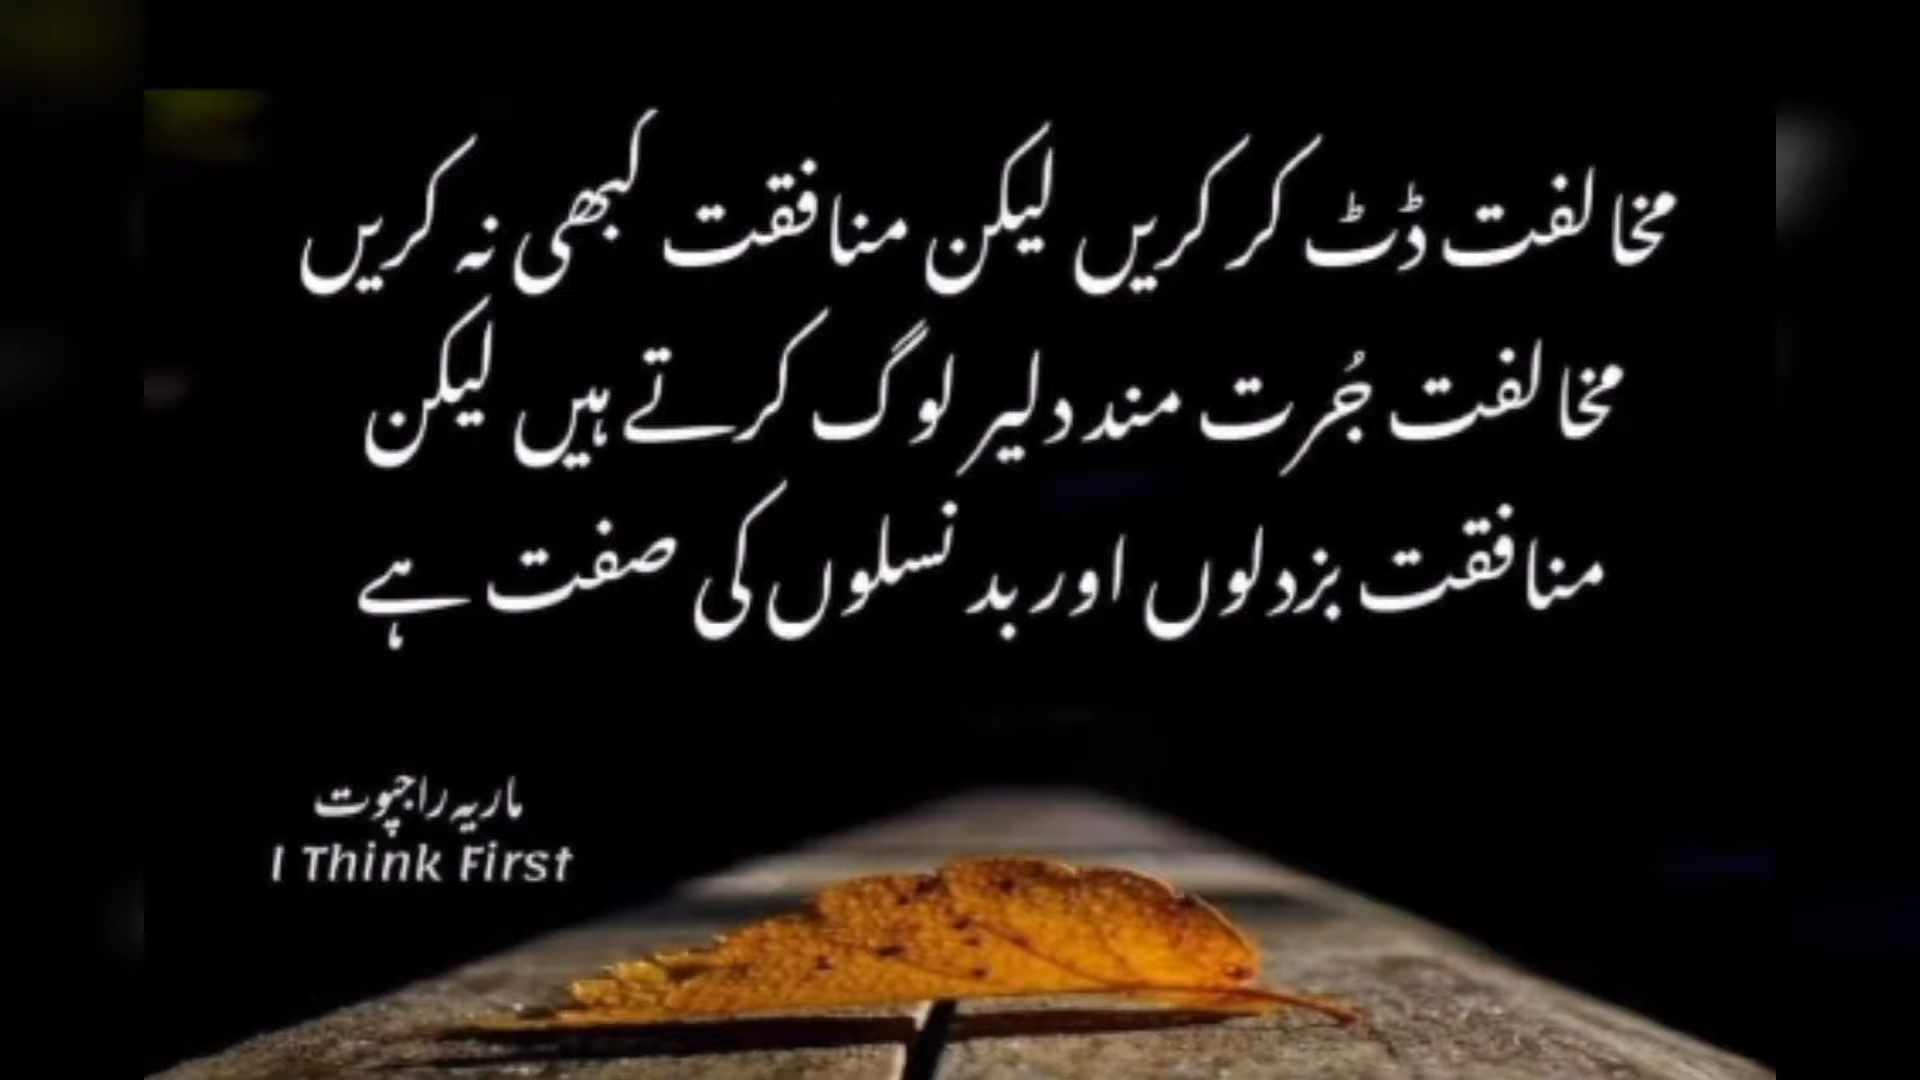 مخالفت ڈٹ کر کریں لیکن منافقت کبھی نہ کریں
مخالفت جُرت مند دلیر لوگ کرتے ہیں لیکن
منافقت بزدلوں اور بد نسلوں کی صفت ہے
ماریہ راجپوت
I Think First